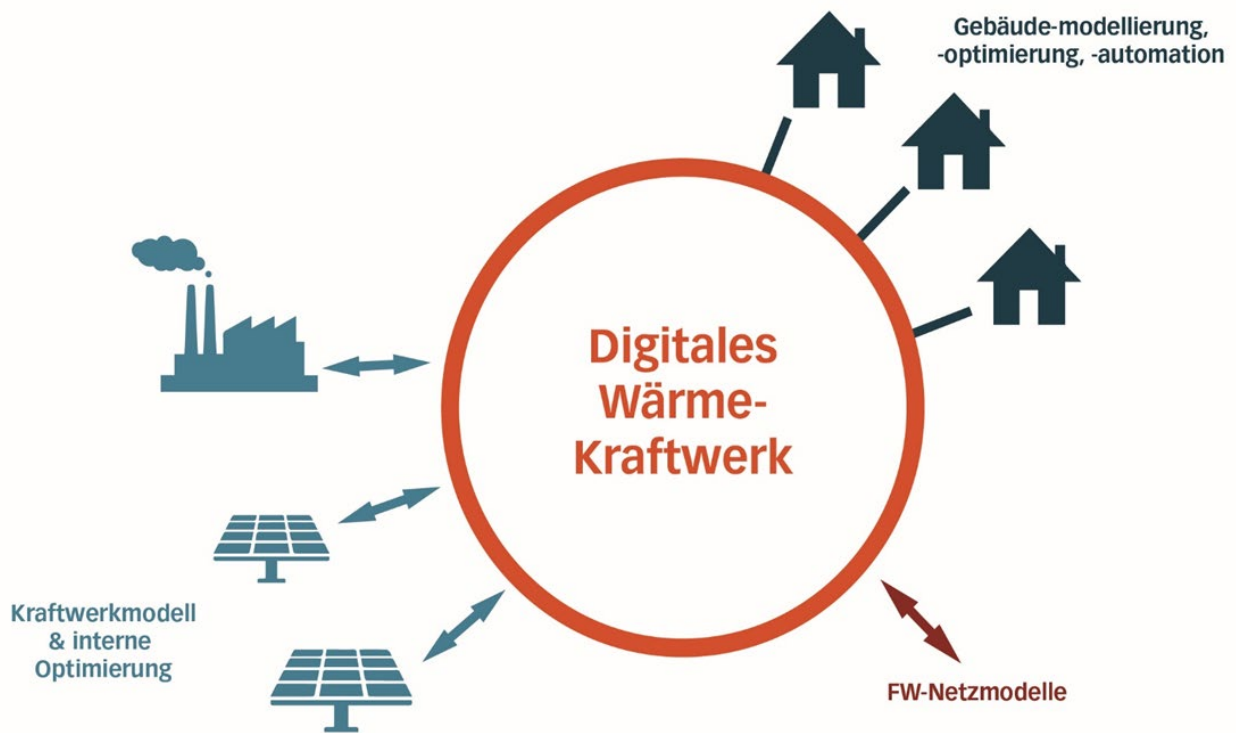 Gebäude-modellierung,
-optimierung, -automation
Digitales
Wärme-
Kraftwerk
Kraftwerkmodell
& interne
Optimierung
FW-Netzmodelle